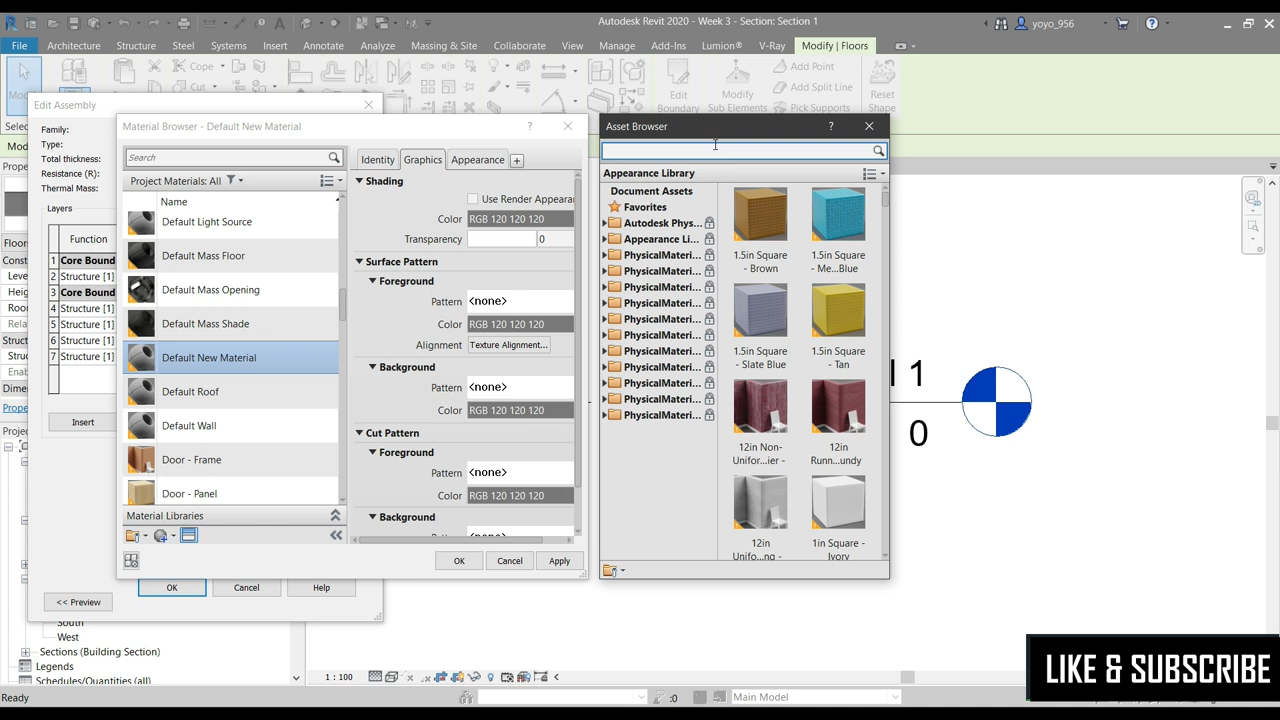 Autodesk Revit 2020 - Week 3 - Section: Section 1
yoyo_956
File Architecture Structure Steel Systems Insert Annotate Analyze Massing & Site Collaborate View Manage Add-Ins Lumion® V-Ray Modify | Floors
Cope
Cut
Edit
Boundary
Modify
Sub Elements
Add Point
Add Split Line
Pick Supports
Reset
Shape
Edit Assembly
Family:
Type:
Total thickness:
Resistance (R):
Thermal Mass:
Layers
Function
1 Core Bound
2 Structure [1]
3 Core Bound
4 Structure [1]
5 Structure [1]
6 Structure [1]
7 Structure [1]
Insert
OK
Cancel
Help
<< Preview
Material Browser - Default New Material
?
Search
Project Materials: All
Name
Default Light Source
Default Mass Floor
Default Mass Opening
Default Mass Shade
Default New Material
Default Roof
Default Wall
Door - Frame
Door - Panel
Material Libraries
Identity Graphics Appearance +
Shading
Use Render Appeara
Color RGB 120 120 120
Transparency 0
Surface Pattern
Foreground
Pattern <none>
Color RGB 120 120 120
Alignment Texture Alignment...
Background
Pattern <none>
Color RGB 120 120 120
Cut Pattern
Foreground
Pattern <none>
Color RGB 120 120 120
Background
OK Cancel Apply
Asset Browser
?
Appearance Library
Document Assets
Favorites
Autodesk Phys...
Appearance Li...
PhysicalMateri...
PhysicalMateri...
PhysicalMateri...
PhysicalMateri...
PhysicalMateri...
PhysicalMateri...
PhysicalMateri...
PhysicalMateri...
PhysicalMateri...
PhysicalMateri...
PhysicalMateri...
1.5in Square
- Brown
1.5in Square
- Me...Blue
1.5in Square
- Slate Blue
1.5in Square
- Tan
12in Non-
Unifor...ier -
12in
Runn...undy
12in
Unifo...ng -
1in Square -
Ivory
1
0
South
West
Sections (Building Section)
Legends
Schedules/Quantities (all)
1 : 100
Ready
:0
Main Model
LIKE & SUBSCRIBE